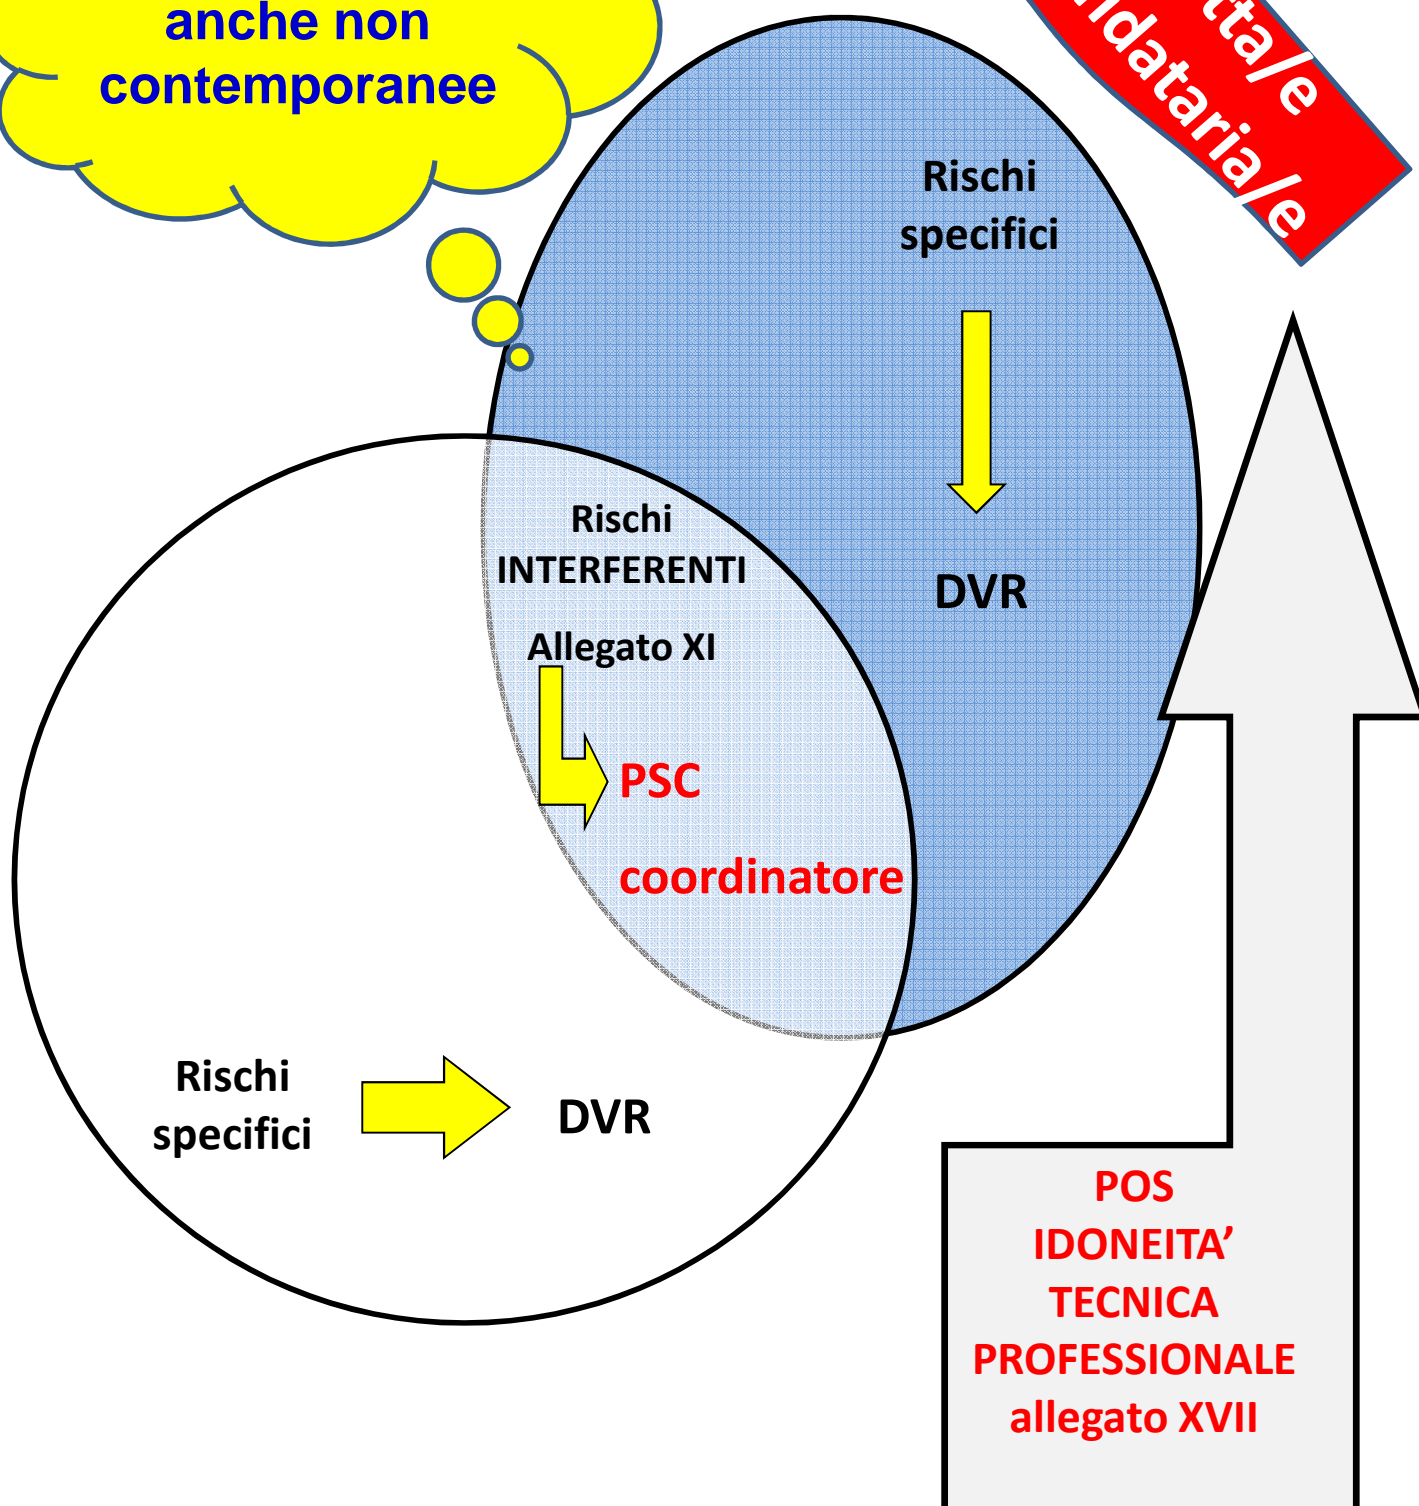 anche non
contemporanee
Rischi
specifici
DVR
Rischi
INTERFERENTI
Allegato XI
PSC
coordinatore
Rischi
specifici
DVR
POS
IDONEITA’
TECNICA
PROFESSIONALE
allegato XVII